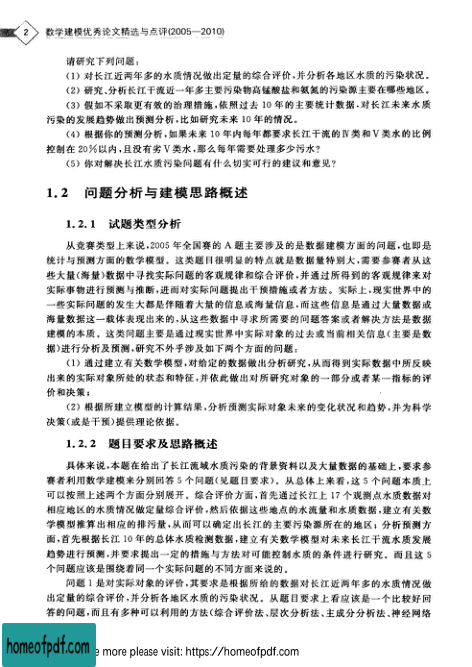 2 数学建模优秀论文精选与点评(2005—2010)
请研究下列问题:
(1) 对长江近两年多的水质情况做出定量的综合评价,并分析各地区水质的污染状况。
(2) 研究、分析长江干流近一年多主要污染物高锰酸盐和氨氮的污染源主要在哪些地区。
(3) 假如不采取更有效的治理措施,依照过去 10 年的主要统计数据,对长江未来水质
污染的发展趋势做出预测分析,比如研究未来 10 年的情况。
(4) 根据你的预测分析,如果未来 10 年内每年都要求长江干流的Ⅳ类和Ⅴ类水的比例
控制在 20%以内,且没有劣Ⅴ类水,那么每年需要处理多少污水?
(5) 你对解决长江水质污染问题有什么切实可行的建议和意见?
1.2 问题分析与建模思路概述
1.2.1 试题类型分析
从竞赛类型上来说,2005 年全国赛的 A 题主要涉及的是数据建模方面的问题,也即是
统计与预测方面的数学模型。这类题目很明显的特点就是数据量特别大,需要参赛者从这
些大量(海量)数据中寻找实际问题的客观规律和综合评价,并通过所得到的客观规律来对
实际事物进行预测与推断,进而对实际问题提出干预措施或者方法。实际上,现实世界中的
一些实际问题的发生大都是伴随着大量的信息或海量信息,而这些信息是通过大量数据或
海量数据这一载体表现出来的,从这些数据中寻求所需要的问题答案或者解决方法是数据
建模的本质。这类问题主要是通过现实世界中实际对象的过去或当前相关信息(主要是数
据)进行分析及预测,研究不外乎涉及如下两个方面的问题:
(1) 通过建立有关数学模型,对给定的数据做出分析研究,从而得到实际数据中所反映
出来的实际对象所处的状态和特征,并依此做出对所研究对象的一部分或者某一指标的评
价和决策;
(2) 根据所建立模型的计算结果,分析预测实际对象未来的变化状况和趋势,并为科学
决策(或是干预)提供理论依据。
1.2.2 题目要求及思路概述
具体来说,本题在给出了长江流域水质污染的背景资料以及大量数据的基础上,要求参
赛者利用数学建模来分别回答 5 个问题(见题目要求)。从总体上来看,这 5 个问题本质上
可以按照上述两个方面分别展开。综合评价方面,首先通过长江上 17 个观测点水质数据对
相应地区的水质情况做定量综合评价,然后依据这些地点的水流量和水质数据,建立有关数
学模型推算出相应的排污量,从而可以确定出长江的主要污染源所在的地区;分析预测方
面,首先根据长江 10 年的总体水质检测数据,建立有关数学模型对未来长江干流水质发展
趋势进行预测,并要求提出一定的措施与方法对可能控制水质的条件进行研究。而且这 5
个问题应该是围绕着同一个实际问题的不同方面来说的。
问题 1 是对实际对象的评价,其要求是根据所给的数据对长江近两年多的水质情况做
出定量的综合评价,并分析各地区水质的污染状况。从题目要求上看应该是一个比较好回
答的问题,而且有多种可以利用的方法(综合评价法、层次分析法、主成分分析法、神经网络
homeofpdf.com
e more please visit: https://homeofpdf.com